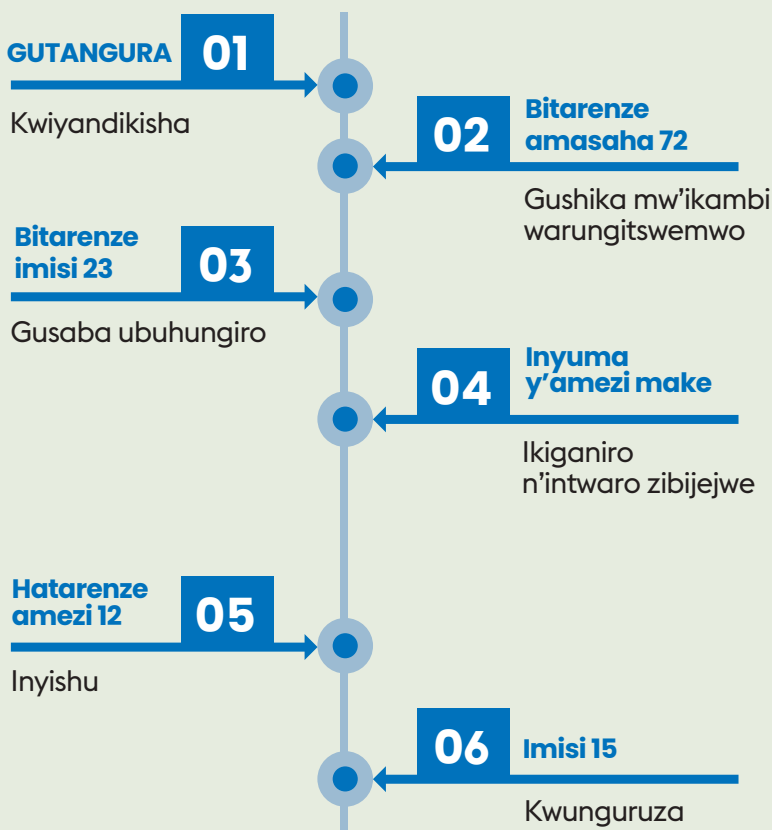 GUTANGURA
01
Kwiyandikisha
02
Bitarenze
amasaha 72
Gushika mw'ikambi
warungitswemwo
Bitarenze
imisi 23
03
Gusaba ubuhungiro
04
Inyuma
y'amezi make
Ikiganiro
n'intwaro zibijejwe
Hatarenze
amezi 12
05
Inyishu
06
Imisi 15
Kwunguruza